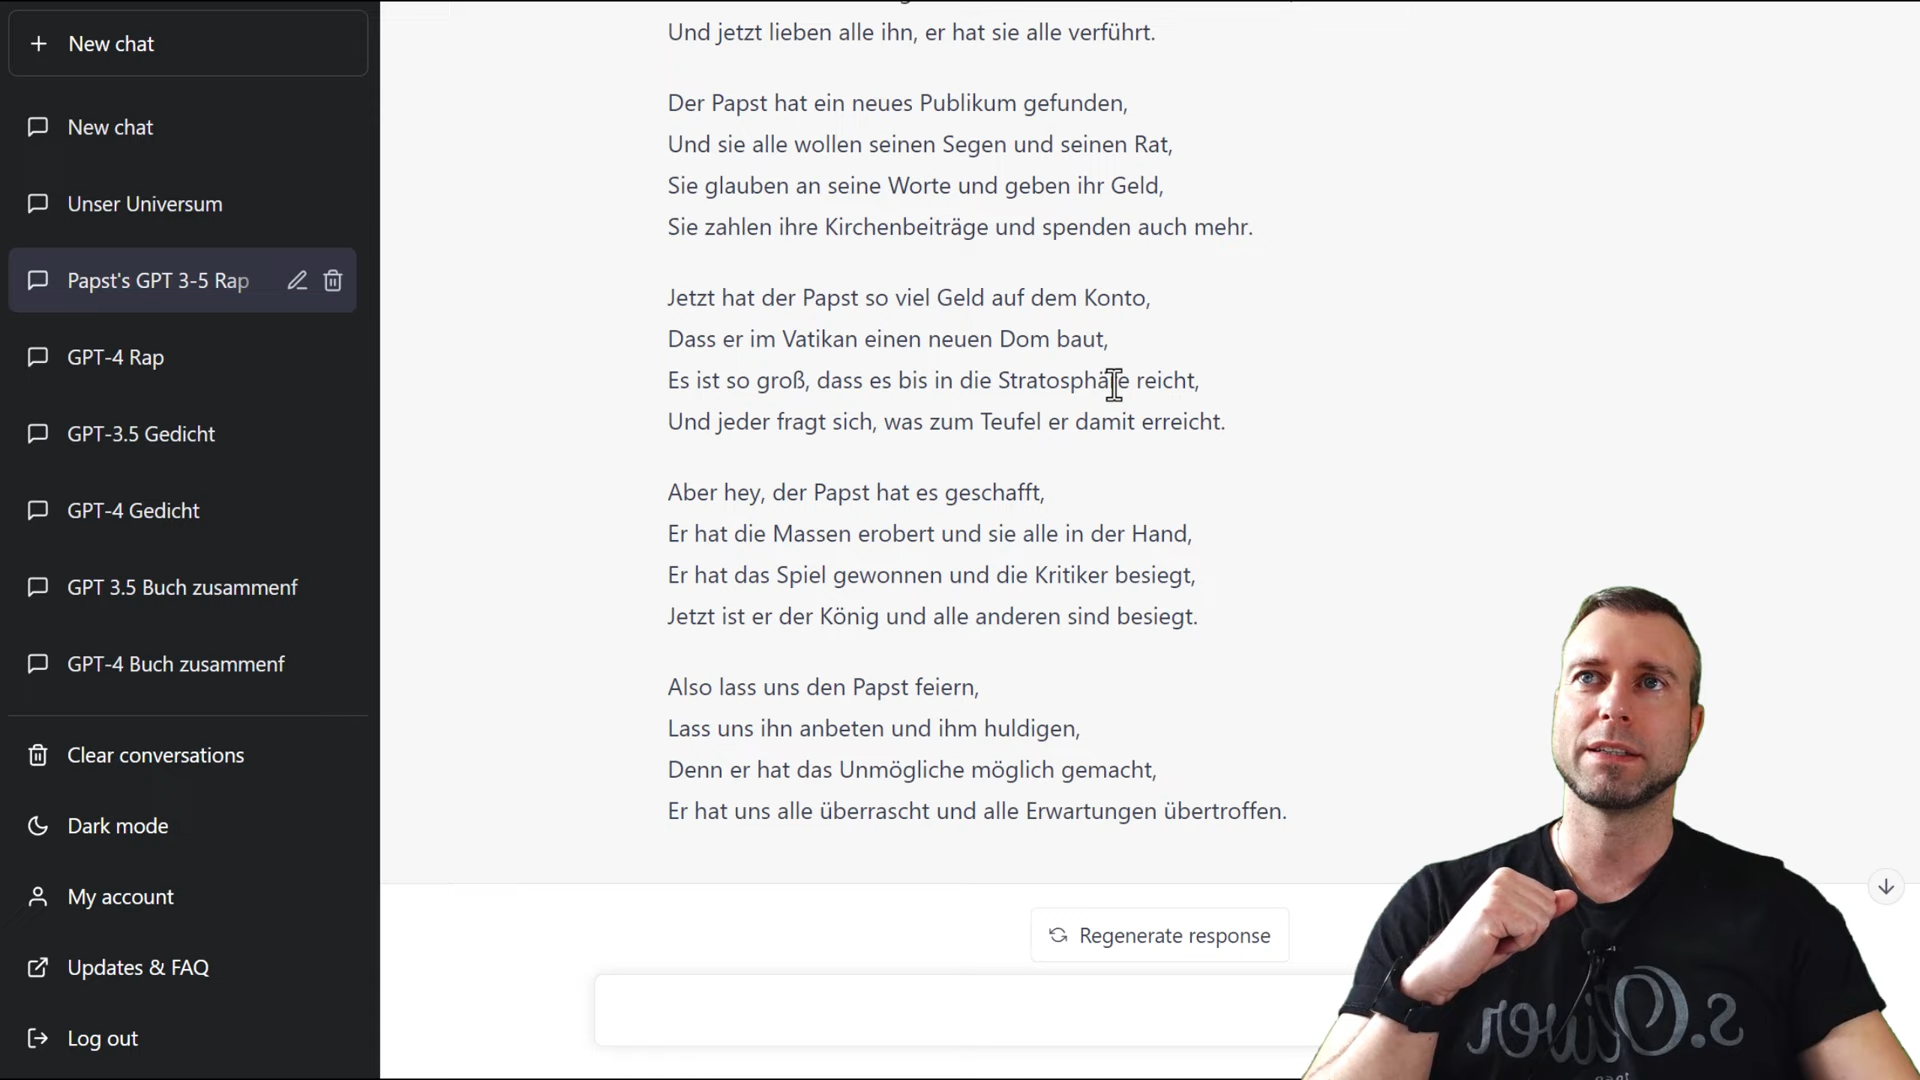 New chat
New chat
Unser Universum
Papst's GPT 3-5 Rap
GPT-4 Rap
GPT-3.5 Gedicht
GPT-4 Gedicht
GPT 3.5 Buch zusammenf
GPT-4 Buch zusammenf
Clear conversations
Dark mode
My account
Updates & FAQ
Log out
Und jetzt lieben alle ihn, er hat sie alle verführt.
Der Papst hat ein neues Publikum gefunden,
Und sie alle wollen seinen Segen und seinen Rat,
Sie glauben an seine Worte und geben ihr Geld,
Sie zahlen ihre Kirchenbeiträge und spenden auch mehr.
Jetzt hat der Papst so viel Geld auf dem Konto,
Dass er im Vatikan einen neuen Dom baut,
Es ist so groß, dass es bis in die Stratosphäre reicht,
Und jeder fragt sich, was zum Teufel er damit erreicht.
Aber hey, der Papst hat es geschafft,
Er hat die Massen erobert und sie alle in der Hand,
Er hat das Spiel gewonnen und die Kritiker besiegt,
Jetzt ist er der König und alle anderen sind besiegt.
Also lass uns den Papst feiern,
Lass uns ihn anbeten und ihm huldigen,
Denn er hat das Unmögliche möglich gemacht,
Er hat uns alle überrascht und alle Erwartungen übertroffen.
Regenerate response
s.Oliver